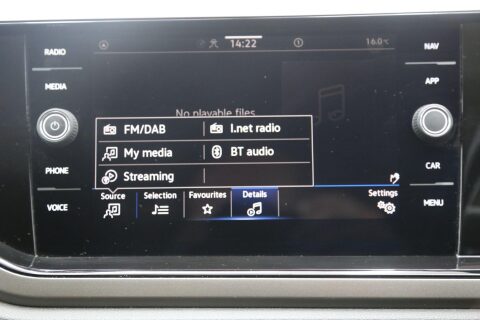 RADIO
14:22
16.0°C
NAV
MEDIA
APP
No playable files
FM/DAB
I.net radio
My media
BT audio
Streaming
PHONE
CAR
Source
Selection
Favourites
Details
Settings
VOICE
MENU